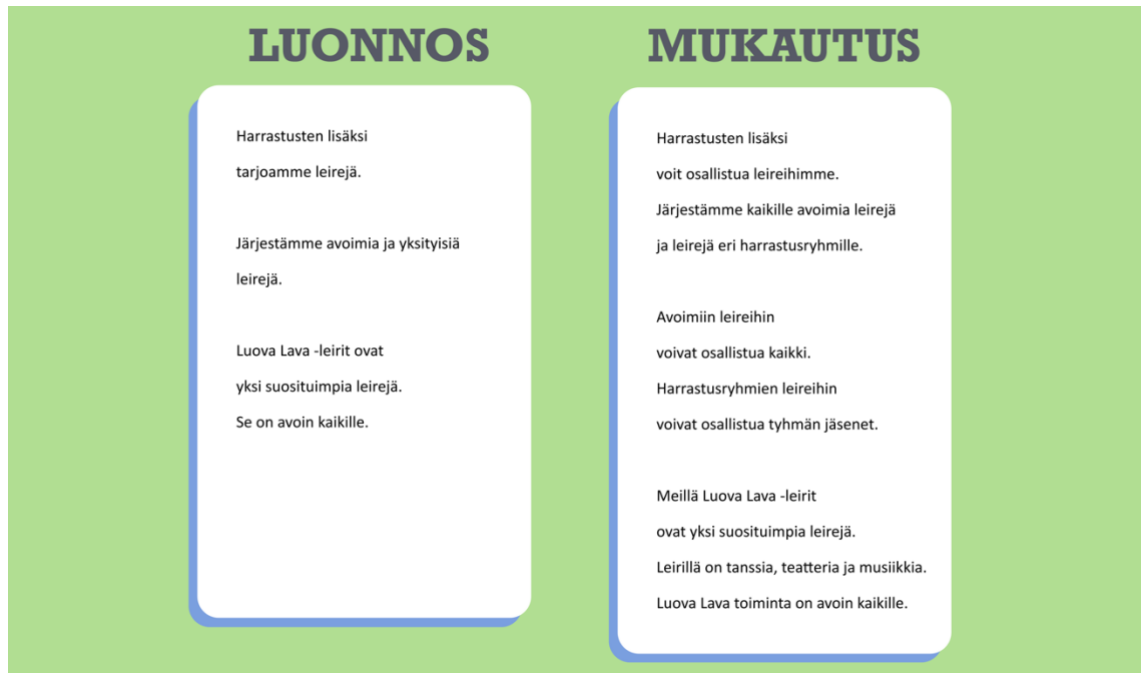 LUONNOS
Harrastusten lisäksi
tarjoamme leirejä.
Järjestämme avoimia ja yksityisiä
leirejä.
Luova Lava -leirit ovat
yksi suosituimpia leirejä.
Se on avoin kaikille.
MUKAUTUS
Harrastusten lisäksi
voit osallistua leireihimme.
Järjestämme kaikille avoimia leirejä
ja leirejä eri harrastusryhmille.
Avoimiin leireihin
voivat osallistua kaikki.
Harrastusryhmien leireihin
voivat osallistua tyhmän jäsenet.
Meillä Luova Lava -leirit
ovat yksi suosituimpia leirejä.
Leirillä on tanssia, teatteria ja musiikkia.
Luova Lava toiminta on avoin kaikille.